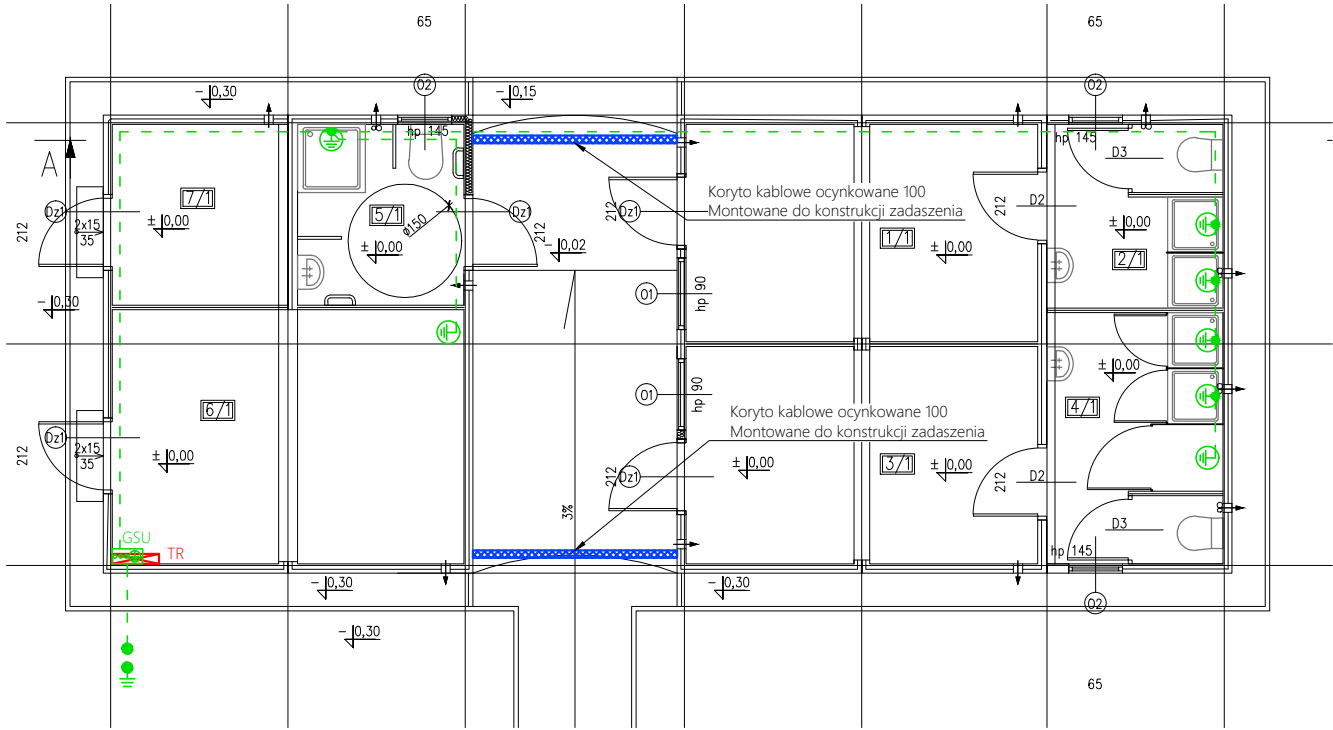 65
65
- 0,30
O2
- 0,15
O2
hp 145
hp 145
A
D3
7/1
Dz1
2x15
35
212
± 0,00
5/1
ø150
± 0,00
Dz1
212
- 0,02
212
Dz1
Koryto kablowe ocynkowane 100
Montowane do konstrukcji zadaszenia
1/1
± 0,00
212
D2
± 0,00
2/1
- 0,30
O1
hp 90
± 0,00
6/1
O1
hp 90
Koryto kablowe ocynkowane 100
Montowane do konstrukcji zadaszenia
4/1
212
Dz1
2x15
35
± 0,00
212
Dz1
± 0,00
3/1
± 0,00
212
D2
3%
GSU
TR
D3
hp 145
- 0,30
- 0,30
O2
- 0,30
65